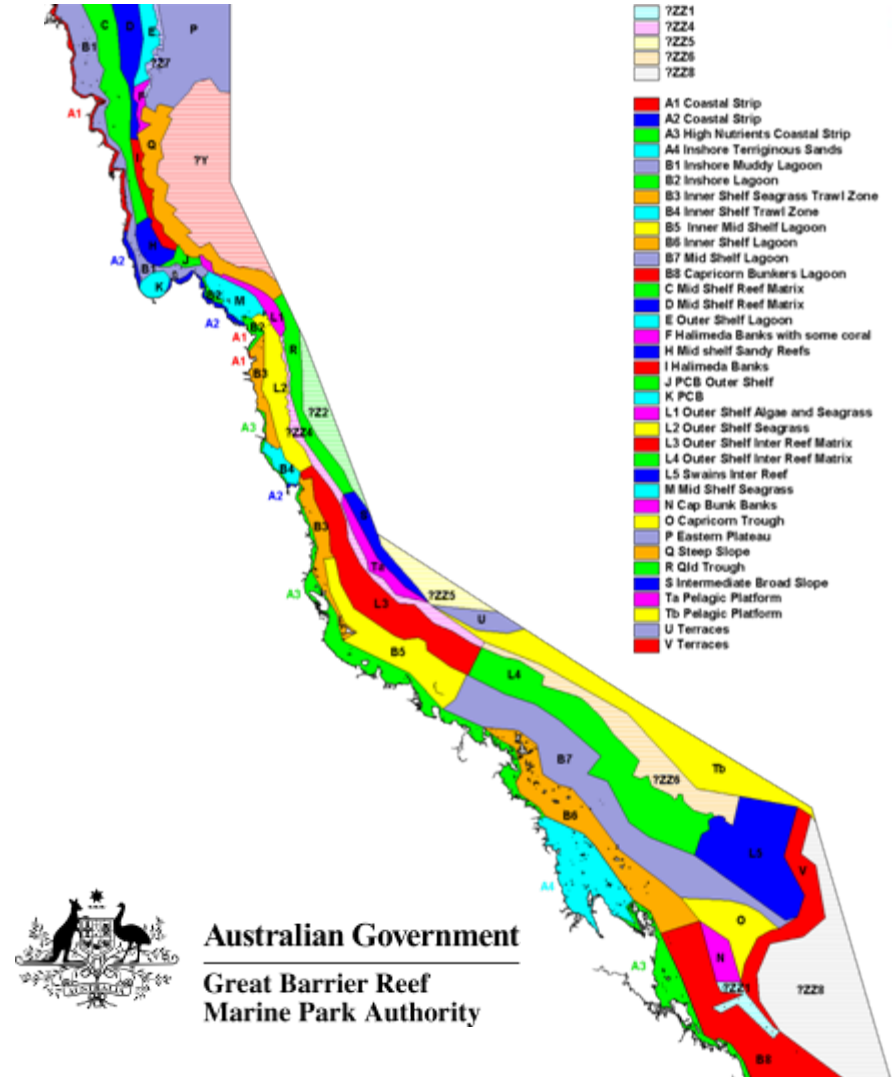 ?ZZ1
?ZZ4
?ZZ5
?ZZ6
?ZZ8
A1 Coastal Strip
A2 Coastal Strip
A3 High Nutrients Coastal Strip
A4 Inshore Terriginous Sands
B1 Inshore Muddy Lagoon
B2 Inshore Lagoon
B3 Inner Shelf Seagrass Trawl Zone
B4 Inner Shelf Trawl Zone
B5 Inner Mid Shelf Lagoon
B6 Inner Shelf Lagoon
B7 Mid Shelf Lagoon
B8 Capricorn Bunkers Lagoon
C Mid Shelf Reef Matrix
D Mid Shelf Reef Matrix
E Outer Shelf Lagoon
F Halimeda Banks with some coral
H Mid shelf Sandy Reefs
I Halimeda Banks
J PCB Outer Shelf
K PCB
L1 Outer Shelf Algae and Seagrass
L2 Outer Shelf Seagrass
L3 Outer Shelf Inter Reef Matrix
L4 Outer Shelf Inter Reef Matrix
L5 Swains Inter Reef
M Mid Shelf Seagrass
N Cap Bunk Banks
O Capricorn Trough
P Eastern Plateau
Q Steep Slope
R Qld Trough
S Intermediate Broad Slope
Ta Pelagic Platform
Tb Pelagic Platform
U Terraces
V Terraces
C
D
E
P
B1
?Z7
A1
Q
I
?Y
H
A2
B1
J
K
B2
M
A2
L1
B2
A1
A1
R
B3
L2
?Z2
A3
?ZZ4
B4
A2
B3
S
Ta
A3
L3
?ZZ5
U
B5
L4
B7
?ZZ6
Tb
B6
L5
V
A4
O
A3
N
?ZZ1
?ZZ8
B8
AUSTRALIA
Australian Government
Great Barrier Reef
Marine Park Authority